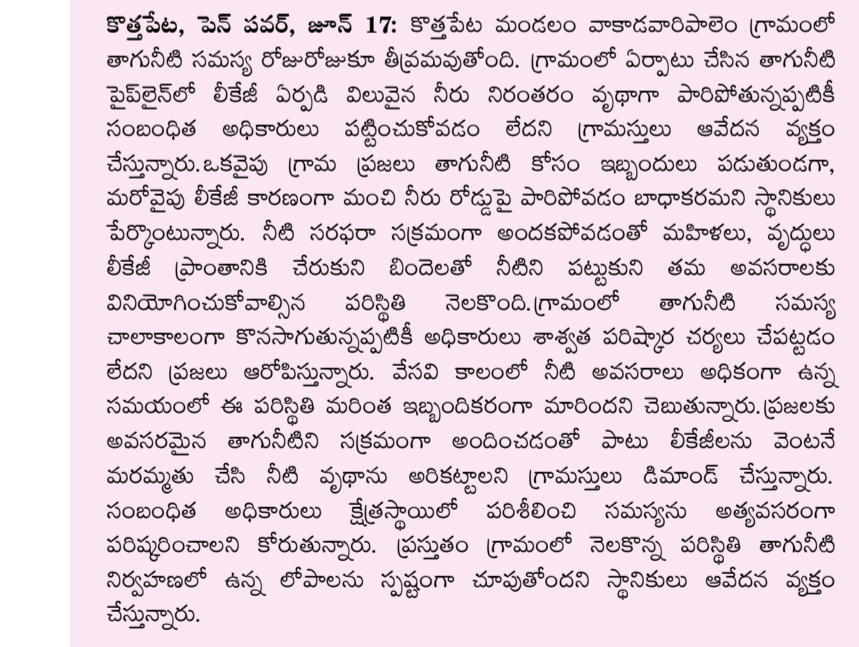 కొత్తపేట, పెన్ పవర్, జూన్ 17: కొత్తపేట మండలం వాకాడవారిపాలెం గ్రామంలో
తాగునీటి సమస్య రోజురోజుకూ తీవ్రమవుతోంది. గ్రామంలో ఏర్పాటు చేసిన తాగునీటి
పైప్‌లైన్‌లో లీకేజీ ఏర్పడి విలువైన నీరు నిరంతరం వృథాగా పారిపోతున్నప్పటికీ
సంబంధిత అధికారులు పట్టించుకోవడం లేదని గ్రామస్తులు ఆవేదన వ్యక్తం
చేస్తున్నారు.ఒకవైపు గ్రామ ప్రజలు తాగునీటి కోసం ఇబ్బందులు పడుతుండగా,
మరోవైపు లీకేజీ కారణంగా మంచి నీరు రోడ్డుపై పారిపోవడం బాధాకరమని స్థానికులు
పేర్కొంటున్నారు. నీటి సరఫరా సక్రమంగా అందకపోవడంతో మహిళలు, వృద్ధులు
లీకేజీ ప్రాంతానికి చేరుకుని బిందెలతో నీటిని పట్టుకుని తమ అవసరాలకు
వినియోగించుకోవాల్సిన పరిస్థితి నెలకొంది.గ్రామంలో తాగునీటి సమస్య
చాలాకాలంగా కొనసాగుతున్నప్పటికీ అధికారులు శాశ్వత పరిష్కార చర్యలు చేపట్టడం
లేదని ప్రజలు ఆరోపిస్తున్నారు. వేసవి కాలంలో నీటి అవసరాలు అధికంగా ఉన్న
సమయంలో ఈ పరిస్థితి మరింత ఇబ్బందికరంగా మారిందని చెబుతున్నారు.ప్రజలకు
అవసరమైన తాగునీటిని సక్రమంగా అందించడంతో పాటు లీకేజీలను వెంటనే
మరమ్మతు చేసి నీటి వృథాను అరికట్టాలని గ్రామస్తులు డిమాండ్ చేస్తున్నారు.
సంబంధిత అధికారులు క్షేత్రస్థాయిలో పరిశీలించి సమస్యను అత్యవసరంగా
పరిష్కరించాలని కోరుతున్నారు. ప్రస్తుతం గ్రామంలో నెలకొన్న పరిస్థితి తాగునీటి
నిర్వహణలో ఉన్న లోపాలను స్పష్టంగా చూపుతోందని స్థానికులు ఆవేదన వ్యక్తం
చేస్తున్నారు.